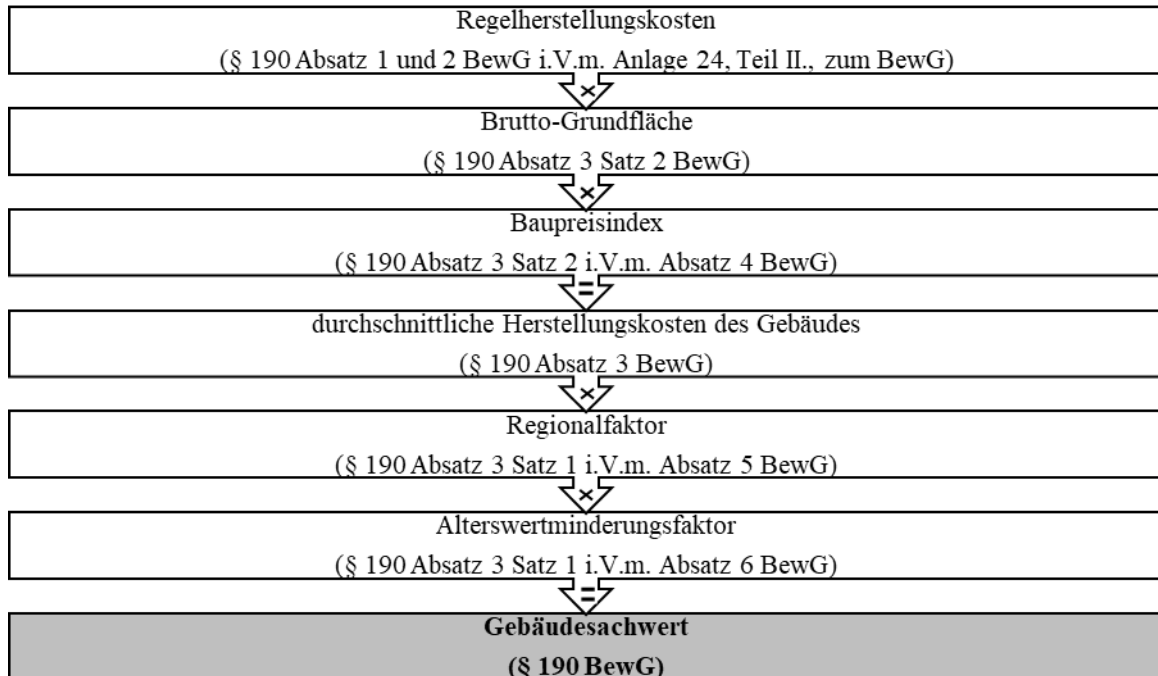 Regelherstellungskosten
(§ 190 Absatz 1 und 2 BewG i.V.m. Anlage 24, Teil II., zum BewG)
×
Brutto-Grundfläche
(§ 190 Absatz 3 Satz 2 BewG)
×
Baupreisindex
(§ 190 Absatz 3 Satz 2 i.V.m. Absatz 4 BewG)
=
durchschnittliche Herstellungskosten des Gebäudes
(§ 190 Absatz 3 BewG)
×
Regionalfaktor
(§ 190 Absatz 3 Satz 1 i.V.m. Absatz 5 BewG)
×
Alterswertminderungsfaktor
(§ 190 Absatz 3 Satz 1 i.V.m. Absatz 6 BewG)
=
Gebäudesachwert
(§ 190 BewG)